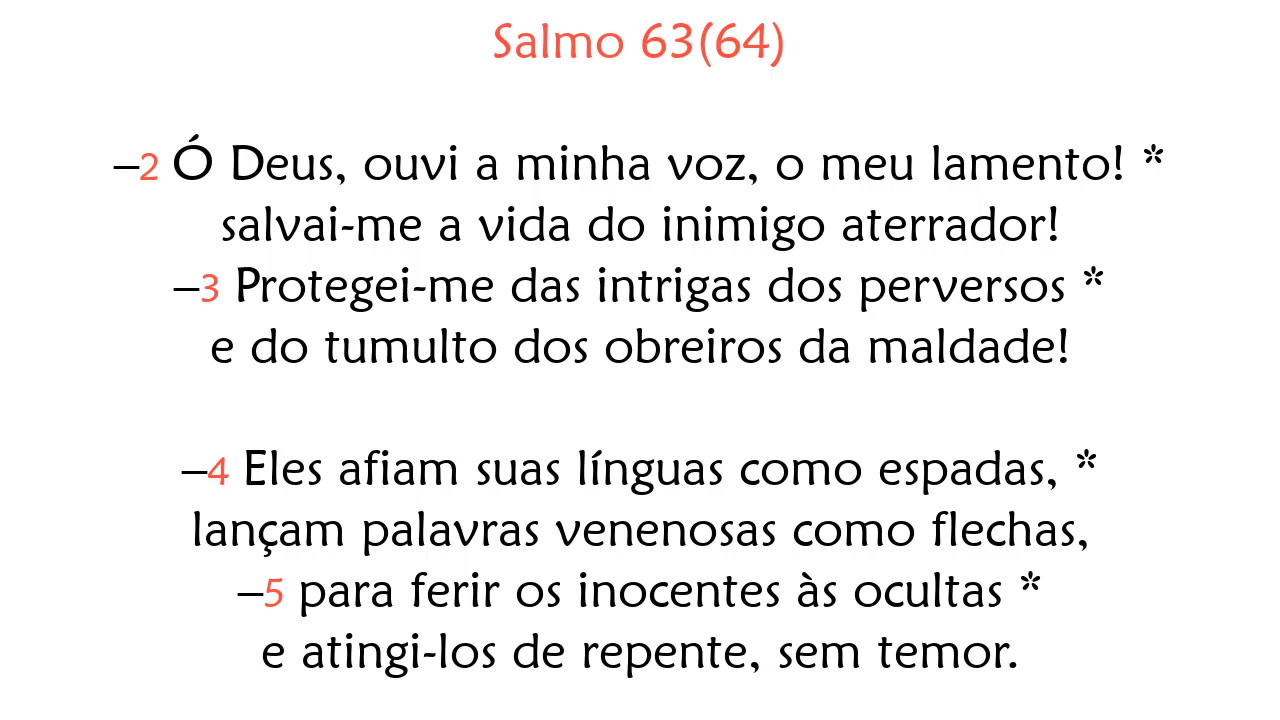 Salmo 63(64)
–2 Ó Deus, ouvi a minha voz, o meu lamento! *
salvai-me a vida do inimigo aterrador!
–3 Protegei-me das intrigas dos perversos *
e do tumulto dos obreiros da maldade!
–4 Eles afiam suas línguas como espadas, *
lançam palavras venenosas como flechas,
–5 para ferir os inocentes às ocultas *
e atingi-los de repente, sem temor.